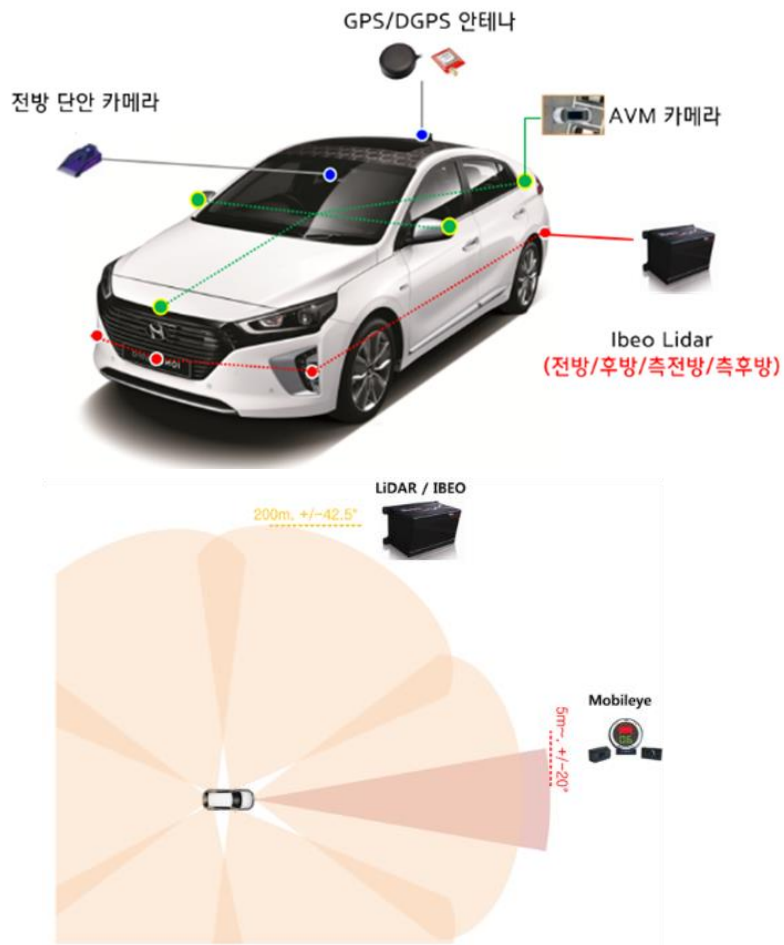 GPS/DGPS 안테나
전방 단안 카메라
AVM 카메라
Ibeo Lidar
(전방/후방/측전방/측후방)
LiDAR / IBEO
200m, +/-42.5°
Mobileye
5m~, +/-20°